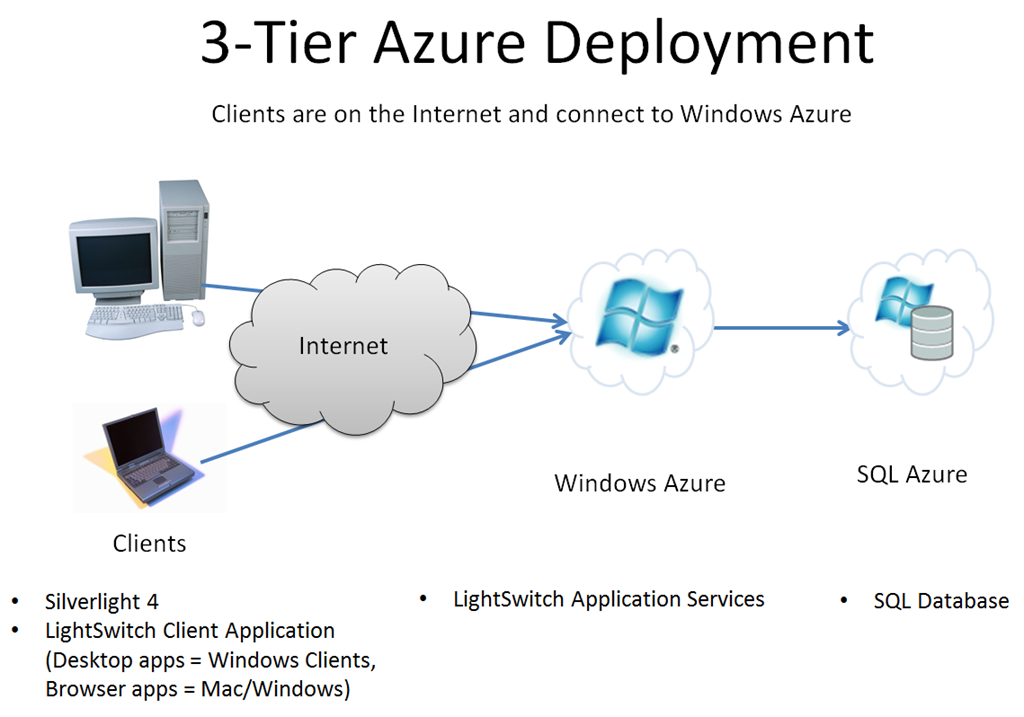 3-Tier Azure Deployment
Clients are on the Internet and connect to Windows Azure
Internet
®
Windows Azure
SQL Azure
Clients
• Silverlight 4
• LightSwitch Client Application
(Desktop apps = Windows Clients,
Browser apps = Mac/Windows)
• LightSwitch Application Services
• SQL Database